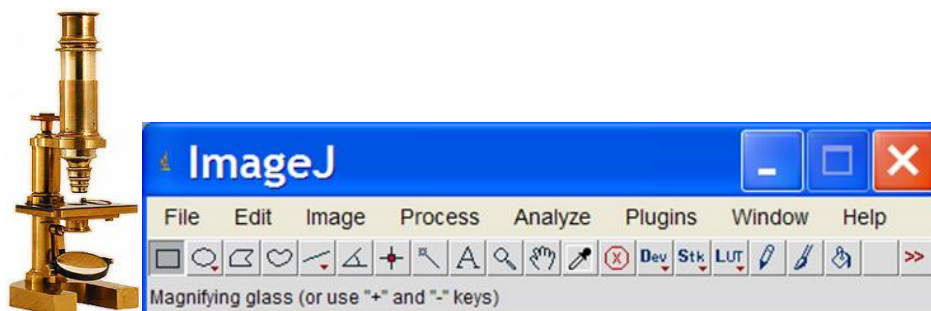 ImageJ
File Edit Image Process Analyze Plugins Window Help
A Dev Stk LUT >>
Magnifying glass (or use "+" and "-" keys)